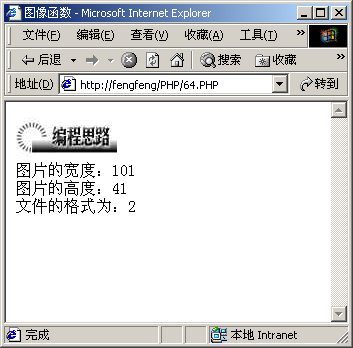 图像函数 - Microsoft Internet Explorer
文件(F) 编辑(E) 查看(V) 收藏(A) 工具(T) »
后退 搜索 收藏夹 »
地址(D) http://fengfeng/PHP/64.PHP 转到
编程思路
图片的宽度：101
图片的高度：41
文件的格式为：2
完成 本地 Intranet